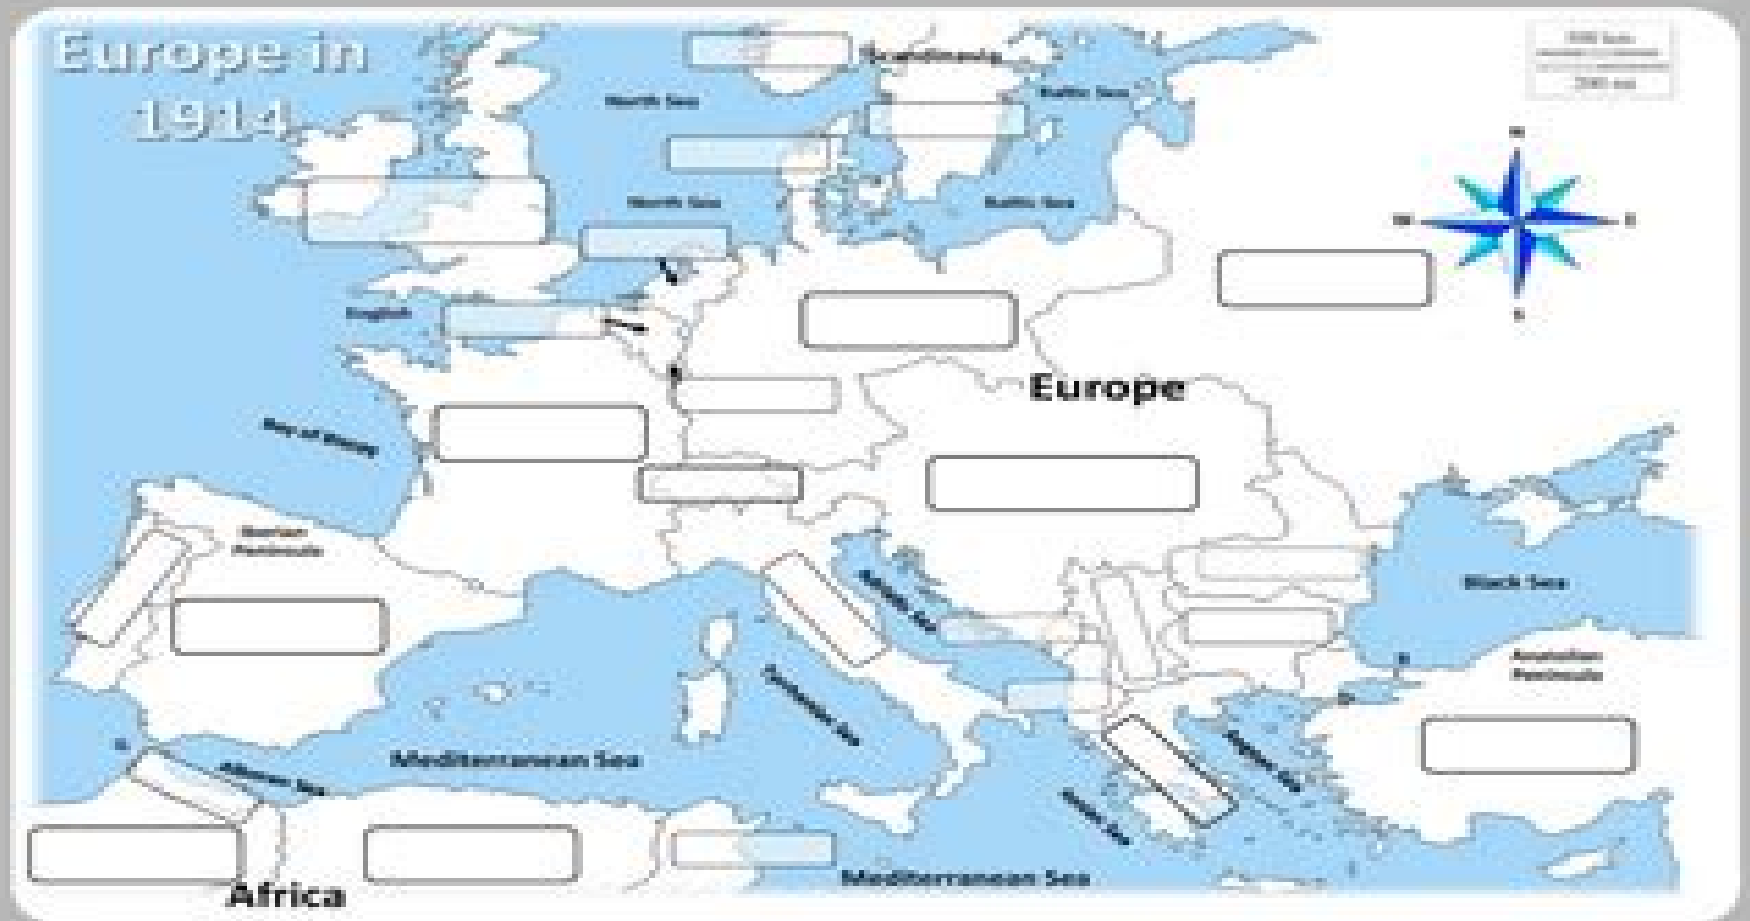 Europe in
1914
Scandinavia
North Sea
Baltic Sea
North Sea
Baltic Sea
N
W
E
S
English
Europe
Bay of Biscay
Iberian
Peninsula
Adriatic Sea
Black Sea
Anatolian
Peninsula
Tyrrhenian Sea
Aegean Sea
Mediterranean Sea
Alboran Sea
Ionian Sea
Mediterranean Sea
Africa